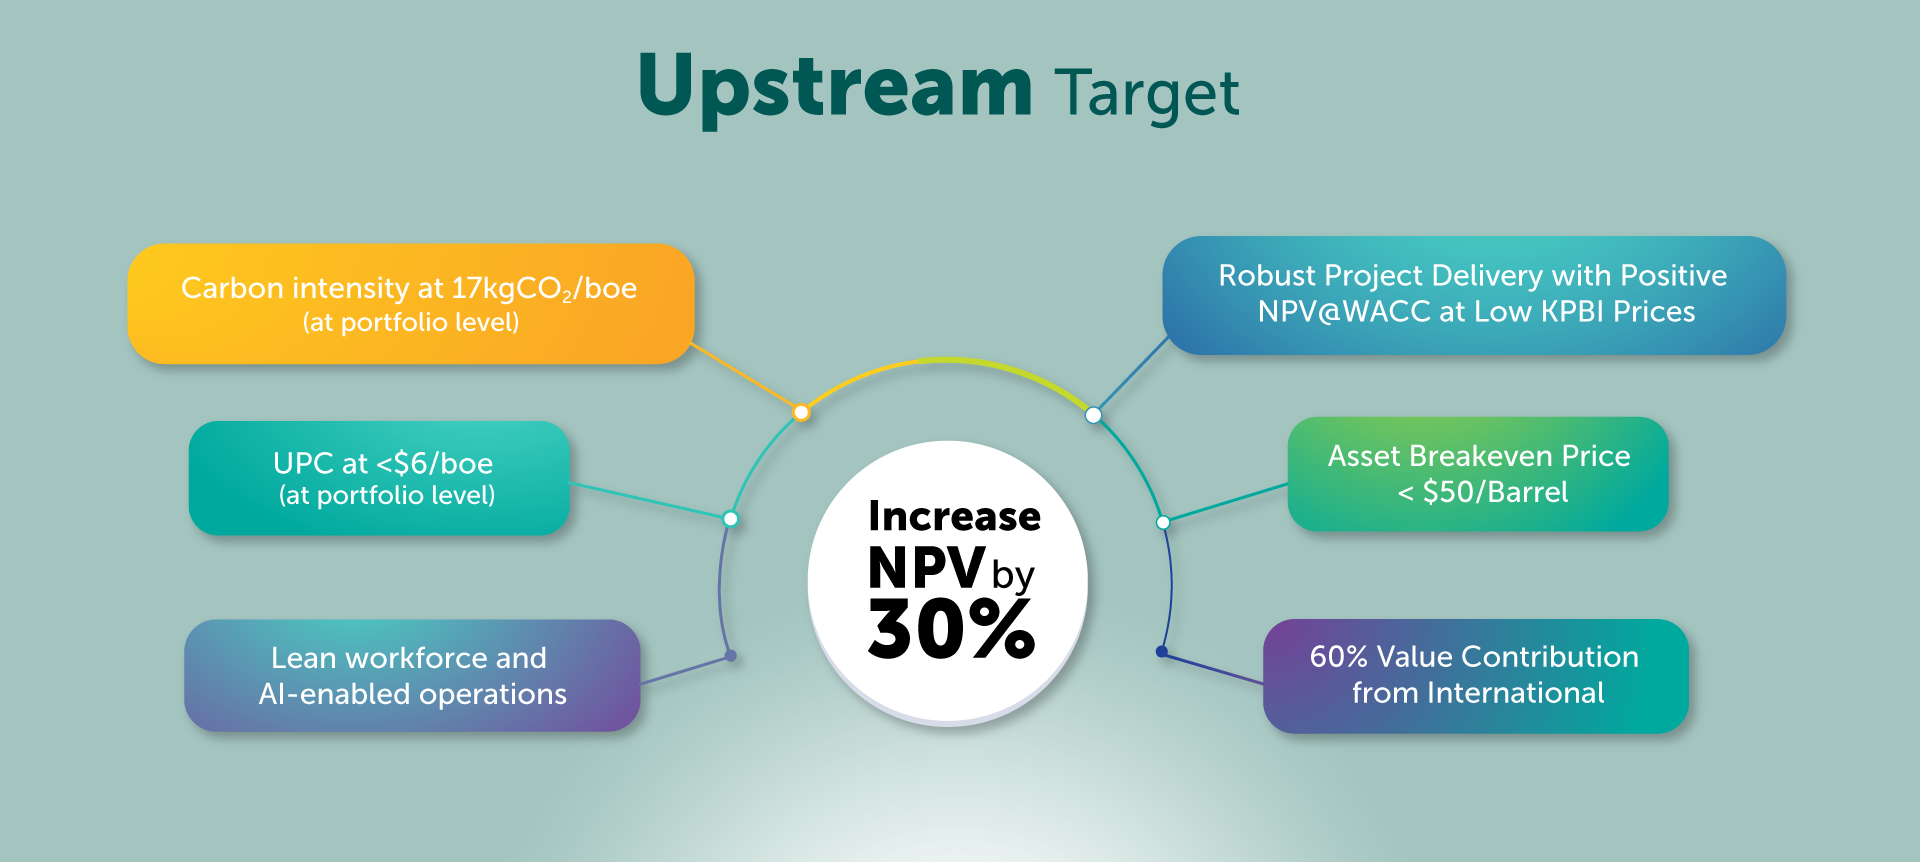 Upstream Target
Carbon intensity at 17kgCO₂/boe
(at portfolio level)
UPC at <$6/boe
(at portfolio level)
Lean workforce and
AI-enabled operations
Increase
NPV by
30%
Robust Project Delivery with Positive
NPV@WACC at Low KPBI Prices
Asset Breakeven Price
< $50/Barrel
60% Value Contribution
from International